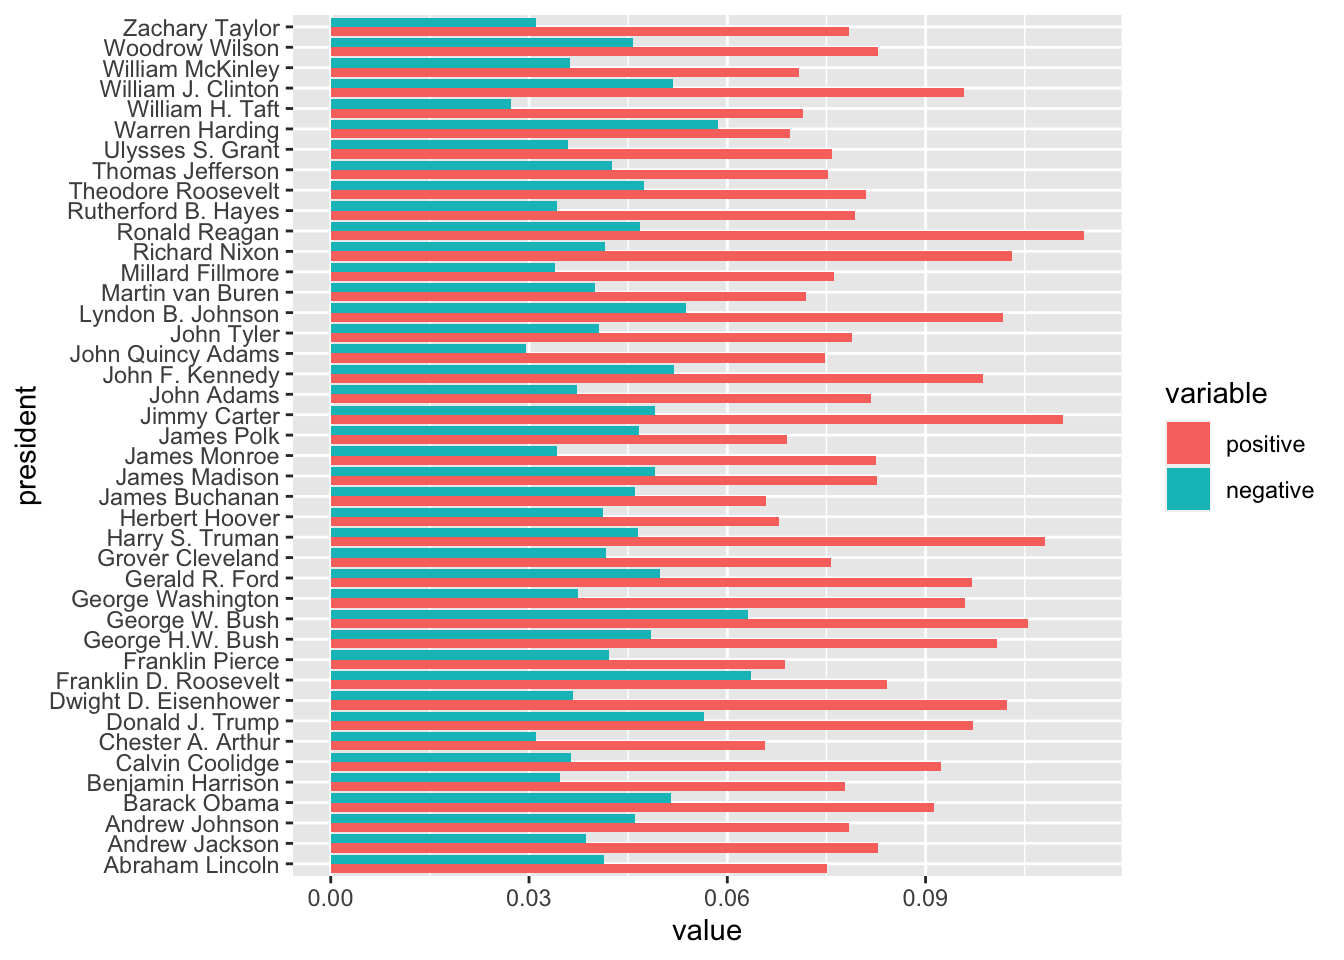 Zachary Taylor
Woodrow Wilson
William McKinley
William J. Clinton
William H. Taft
Warren Harding
Ulysses S. Grant
Thomas Jefferson
Theodore Roosevelt
Rutherford B. Hayes
Ronald Reagan
Richard Nixon
Millard Fillmore
Martin van Buren
Lyndon B. Johnson
John Tyler
John Quincy Adams
John F. Kennedy
John Adams
Jimmy Carter
James Polk
James Monroe
James Madison
James Buchanan
Herbert Hoover
Harry S. Truman
Grover Cleveland
Gerald R. Ford
George Washington
George W. Bush
George H.W. Bush
Franklin Pierce
Franklin D. Roosevelt
Dwight D. Eisenhower
Donald J. Trump
Chester A. Arthur
Calvin Coolidge
Benjamin Harrison
Barack Obama
Andrew Johnson
Andrew Jackson
Abraham Lincoln
president
0.00 0.03 0.06 0.09
value
variable
positive
negative